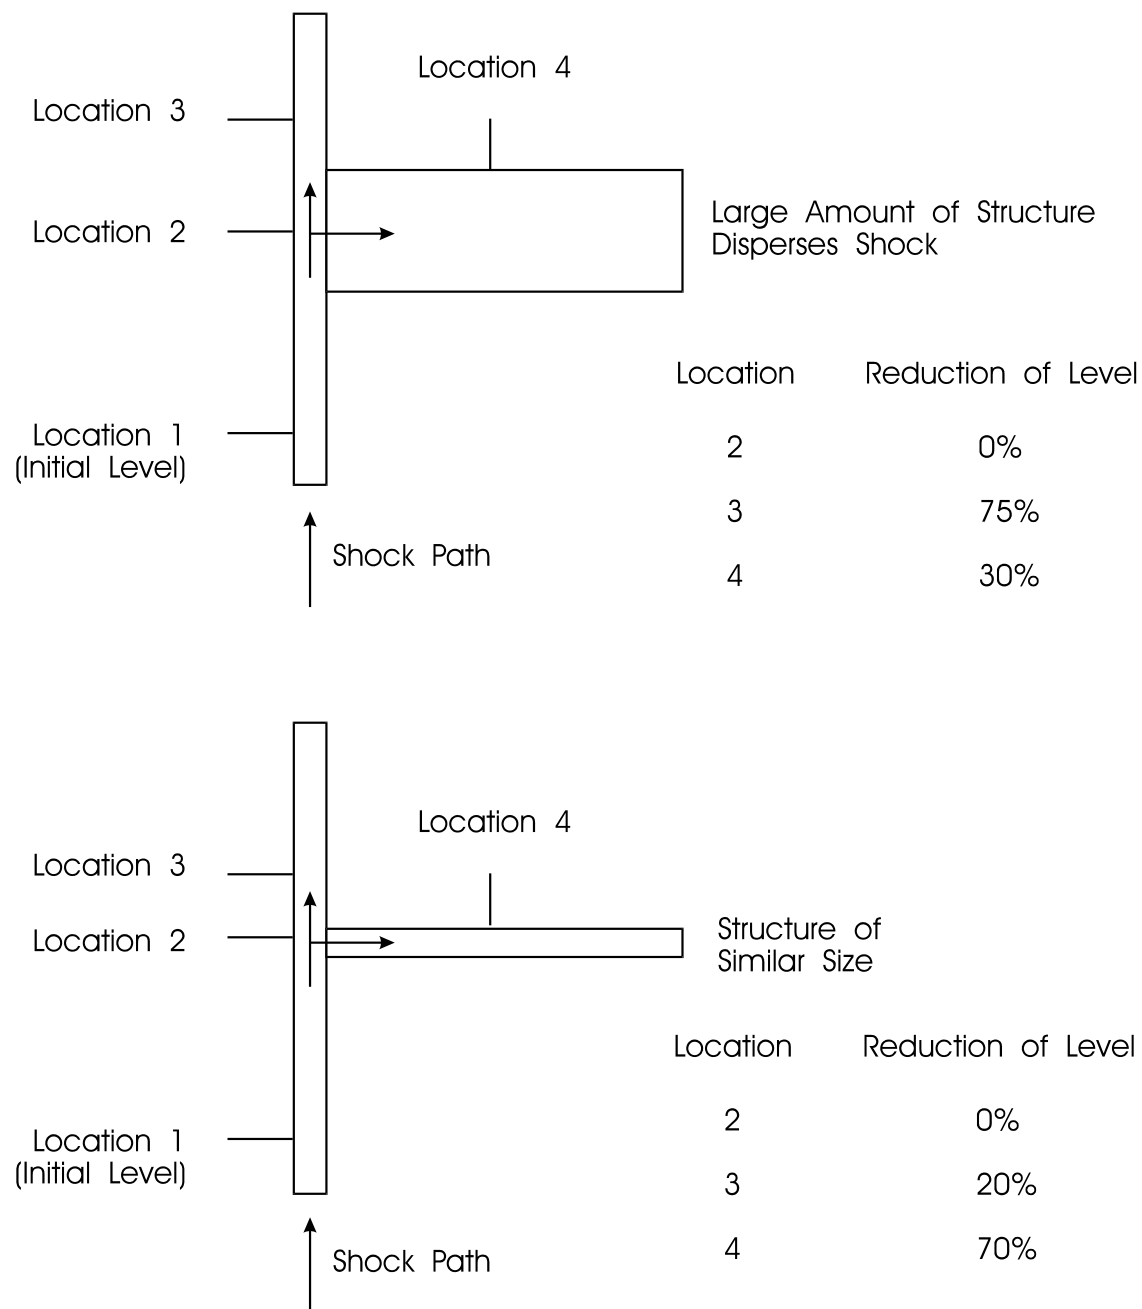 Location 4
Location 3
Location 2
Large Amount of Structure
Disperses Shock
Location Reduction of Level
Location 1
(Initial Level)
2 0%
3 75%
4 30%
Shock Path
Location 4
Location 3
Location 2
Structure of
Similar Size
Location Reduction of Level
2 0%
Location 1
(Initial Level)
3 20%
4 70%
Shock Path